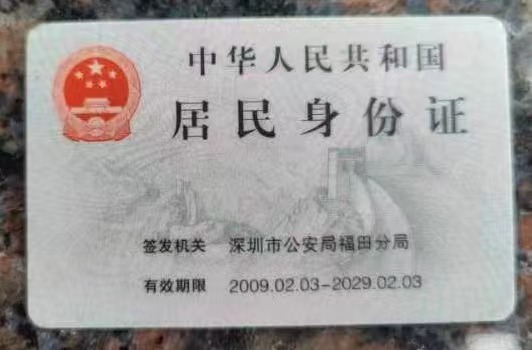 中华人民共和国
居民身份证
签发机关 深圳市公安局福田分局
有效期限 2009.02.03-2029.02.03